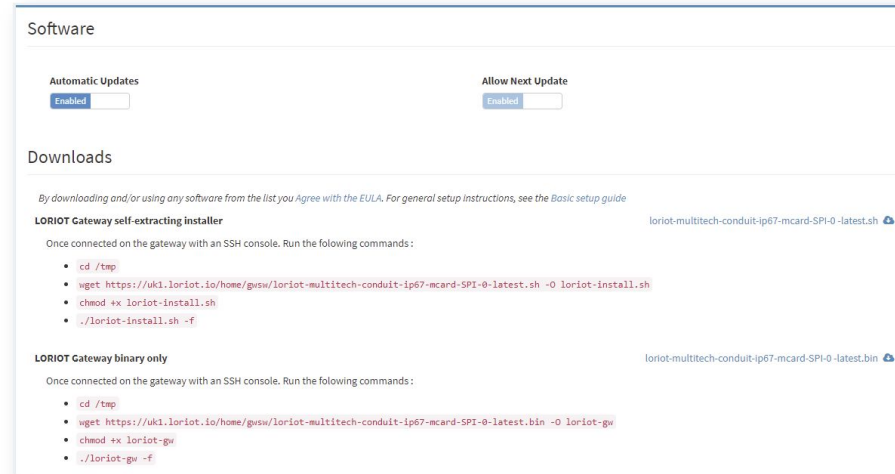 Software
Automatic Updates
Allow Next Update
Enabled
Enabled
Downloads
By downloading and/or using any software from the list you Agree with the EULA. For general setup instructions, see the Basic setup guide
LORIOT Gateway self-extracting installer
loriot-multitech-conduit-ip67-mcard-SPI-0 -latest.sh
Once connected on the gateway with an SSH console. Run the folowing commands :
cd /tmp
wget https://uk1.loriot.io/home/gwsw/loriot-multitech-conduit-ip67-mcard-SPI-0-latest.sh -O loriot-install.sh
chmod +x loriot-install.sh
./loriot-install.sh -f
LORIOT Gateway binary only
loriot-multitech-conduit-ip67-mcard-SPI-0 -latest.bin
Once connected on the gateway with an SSH console. Run the folowing commands :
cd /tmp
wget https://uk1.loriot.io/home/gwsw/loriot-multitech-conduit-ip67-mcard-SPI-0-latest.bin -O loriot-gw
chmod +x loriot-gw
./loriot-gw -f